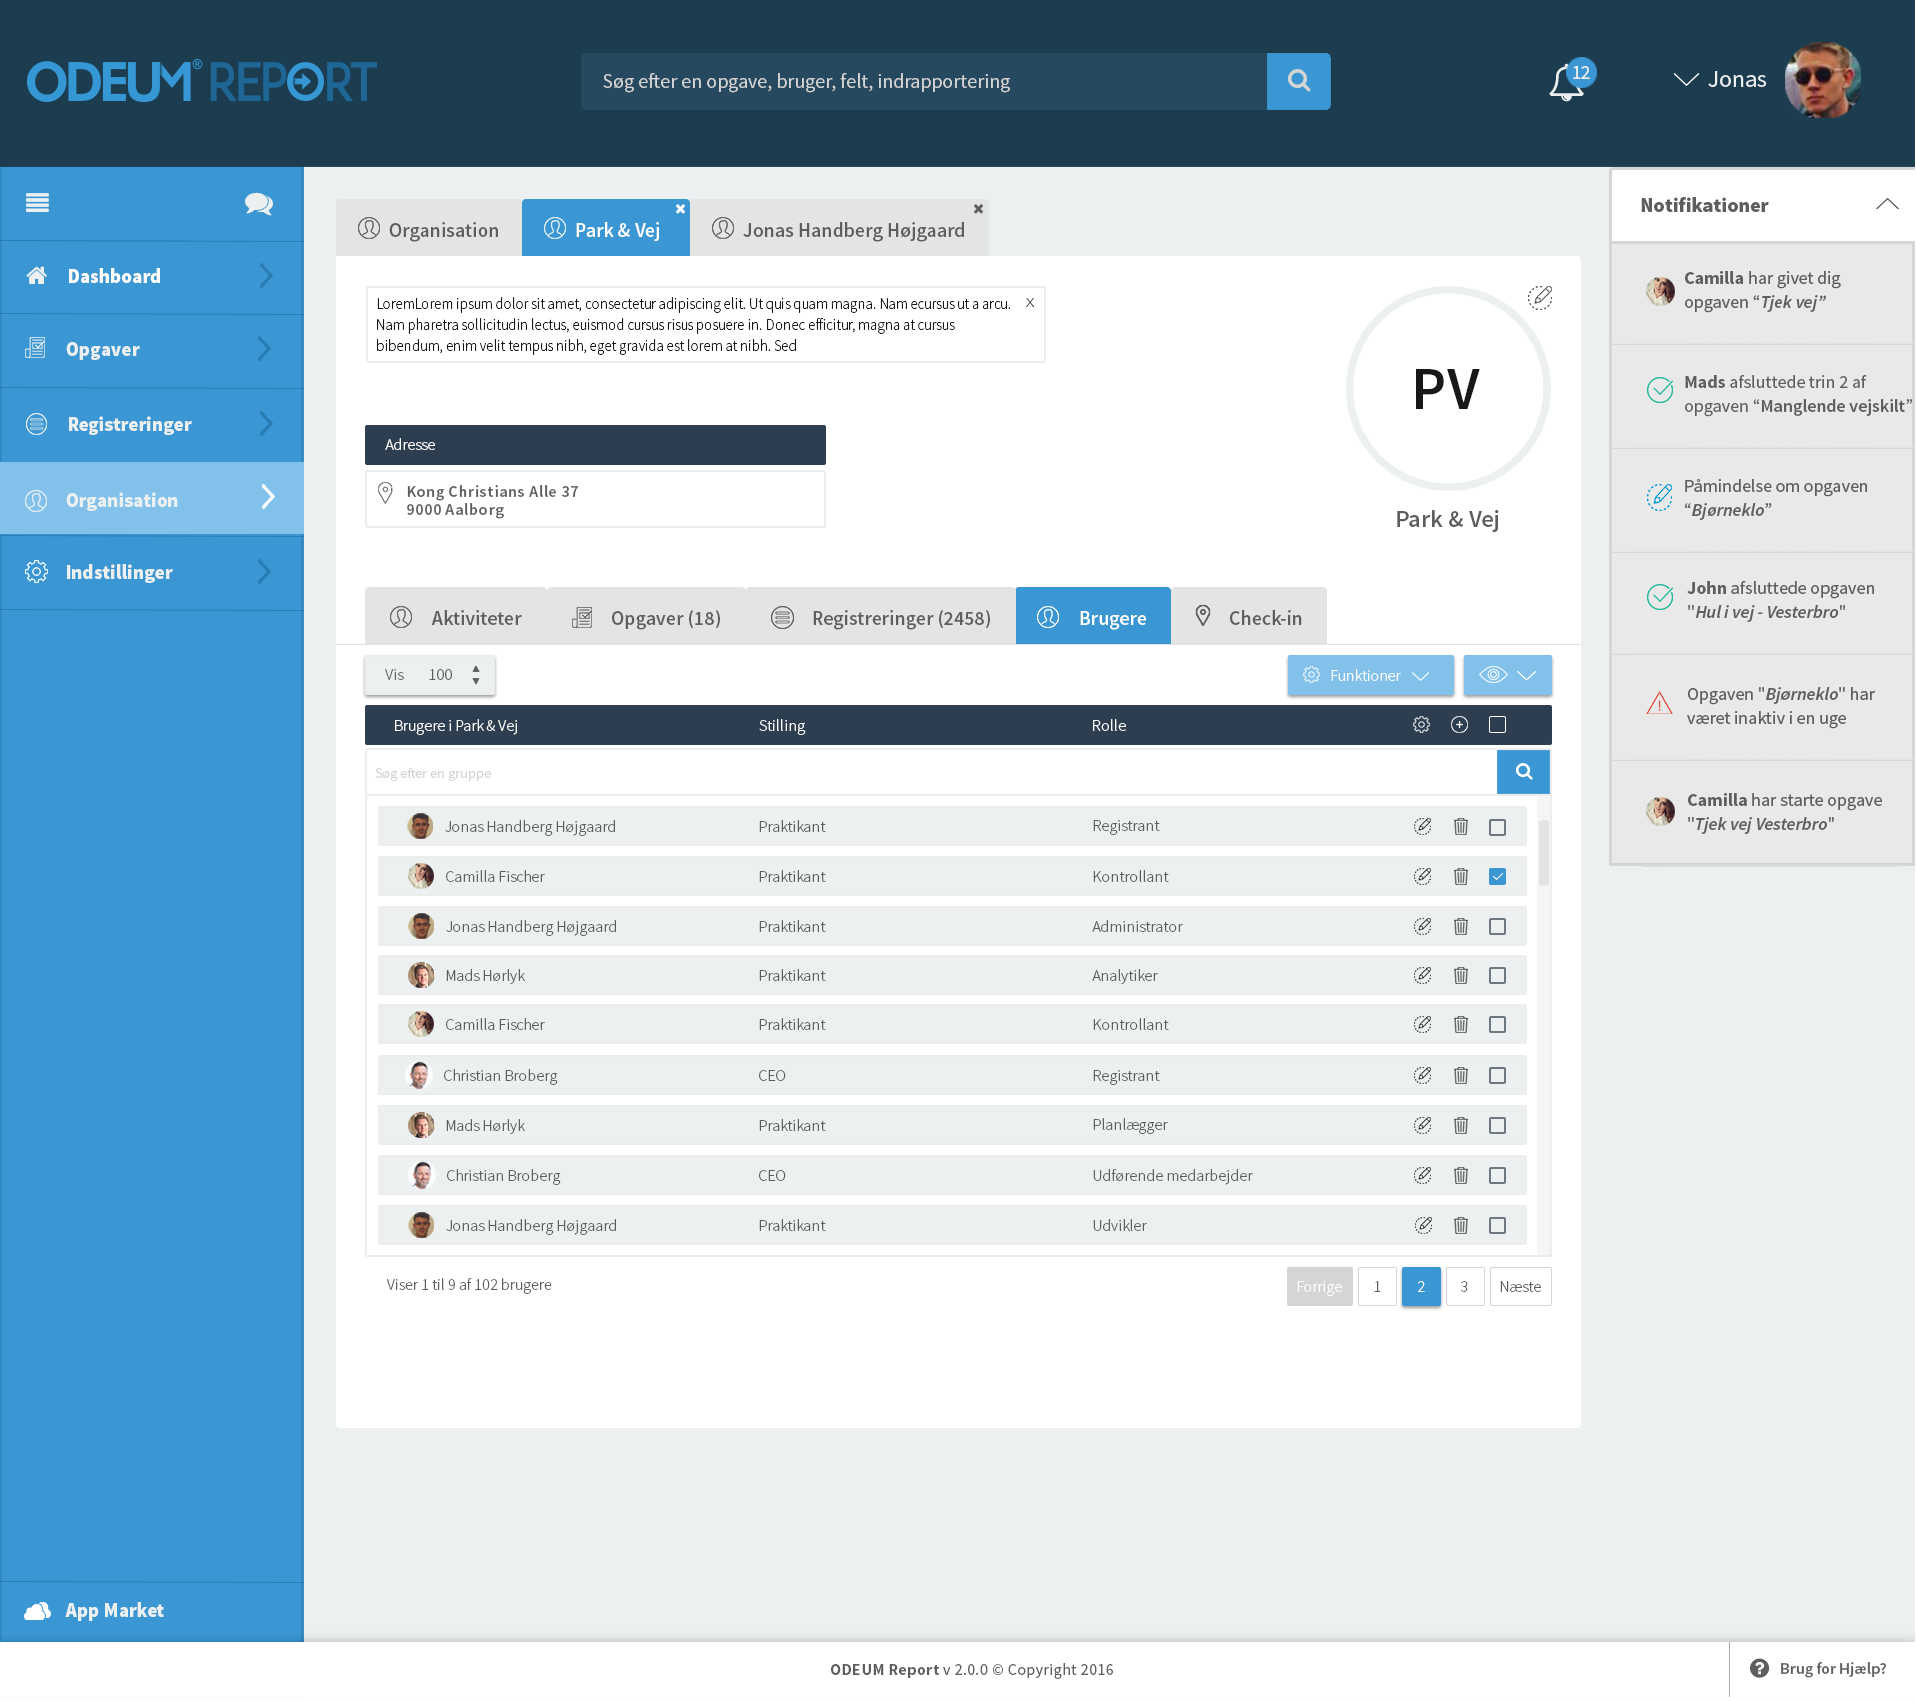 ODEUM® REPORT
Søg efter en opgave, bruger, felt, indrapportering
12
Jonas
Dashboard
Opgaver
Registreringer
Organisation
Indstillinger
App Market
Organisation
Park & Vej
Jonas Handberg Højgaard
LoremLorem ipsum dolor sit amet, consectetur adipiscing elit. Ut quis quam magna. Nam ecursus ut a arcu.
Nam pharetra sollicitudin lectus, euismod cursus risus posuere in. Donec efficitur, magna at cursus
bibendum, enim velit tempus nibh, eget gravida est lorem at nibh. Sed
X
PV
Park & Vej
Adresse
Kong Christians Alle 37
9000 Aalborg
Aktiviteter
Opgaver (18)
Registreringer (2458)
Brugere
Check-in
Vis 100
Funktioner
Brugere i Park & Vej Stilling Rolle
Søg efter en gruppe
Jonas Handberg Højgaard Praktikant Registrant
Camilla Fischer Praktikant Kontrollant
Jonas Handberg Højgaard Praktikant Administrator
Mads Hørlyk Praktikant Analytiker
Camilla Fischer Praktikant Kontrollant
Christian Broberg CEO Registrant
Mads Hørlyk Praktikant Planlægger
Christian Broberg CEO Udførende medarbejder
Jonas Handberg Højgaard Praktikant Udvikler
Viser 1 til 9 af 102 brugere
Forrige 1 2 3 Næste
Notifikationer
Camilla har givet dig
opgaven “Tjek vej”
Mads afsluttede trin 2 af
opgaven “Manglende vejskilt”
Påmindelse om opgaven
“Bjørneklo”
John afsluttede opgaven
"Hul i vej - Vesterbro"
Opgaven "Bjørneklo" har
været inaktiv i en uge
Camilla har starte opgave
"Tjek vej Vesterbro"
ODEUM Report v 2.0.0 © Copyright 2016
Brug for Hjælp?